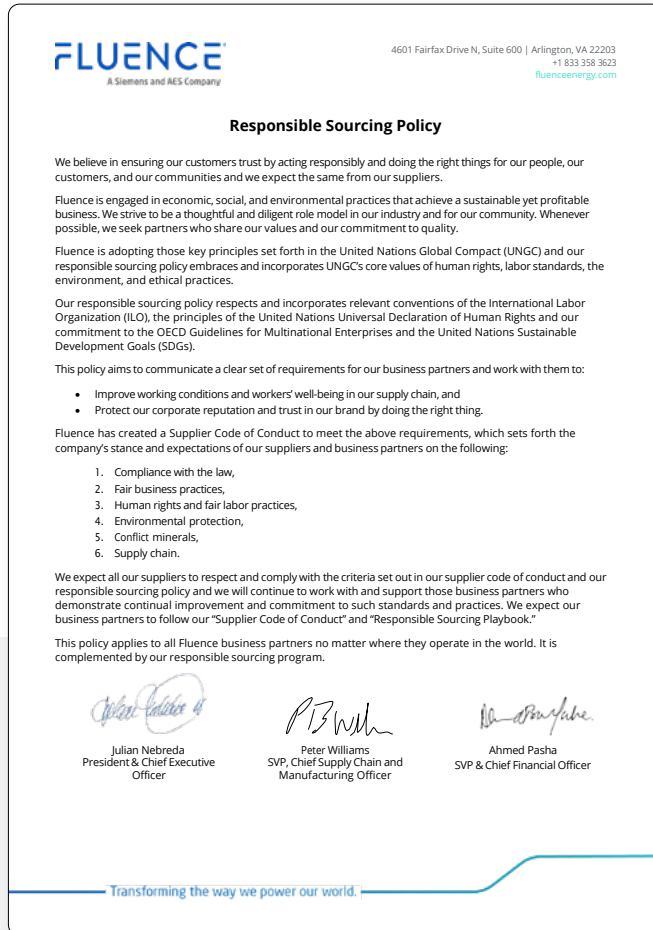 FLUENCE
A Siemens and AES Company
4601 Fairfax Drive N, Suite 600 | Arlington, VA 22203
+1 833 358 3623
fluenceenergy.com
Responsible Sourcing Policy
We believe in ensuring our customers trust by acting responsibly and doing the right things for our people, our
customers, and our communities and we expect the same from our suppliers.
Fluence is engaged in economic, social, and environmental practices that achieve a sustainable yet profitable
business. We strive to be a thoughtful and diligent role model in our industry and for our community. Whenever
possible, we seek partners who share our values and our commitment to quality.
Fluence is adopting those key principles set forth in the United Nations Global Compact (UNGC) and our
responsible sourcing policy embraces and incorporates UNGC's core values of human rights, labor standards, the
environment, and ethical practices.
Our responsible sourcing policy respects and incorporates relevant conventions of the International Labor
Organization (ILO), the principles of the United Nations Universal Declaration of Human Rights and our
commitment to the OECD Guidelines for Multinational Enterprises and the United Nations Sustainable
Development Goals (SDGs).
This policy aims to communicate a clear set of requirements for our business partners and work with them to:
• Improve working conditions and workers' well-being in our supply chain, and
• Protect our corporate reputation and trust in our brand by doing the right thing.
Fluence has created a Supplier Code of Conduct to meet the above requirements, which sets forth the
company's stance and expectations of our suppliers and business partners on the following:
1. Compliance with the law,
2. Fair business practices,
3. Human rights and fair labor practices,
4. Environmental protection,
5. Conflict minerals,
6. Supply chain.
We expect all our suppliers to respect and comply with the criteria set out in our supplier code of conduct and our
responsible sourcing policy and we will continue to work with and support those business partners who
demonstrate continual improvement and commitment to such standards and practices. We expect our
business partners to follow our “Supplier Code of Conduct” and “Responsible Sourcing Playbook.”
This policy applies to all Fluence business partners no matter where they operate in the world. It is
complemented by our responsible sourcing program.
Julian Nebreda
President & Chief Executive
Officer
Peter Williams
SVP, Chief Supply Chain and
Manufacturing Officer
Ahmed Pasha
SVP & Chief Financial Officer
Transforming the way we power our world.